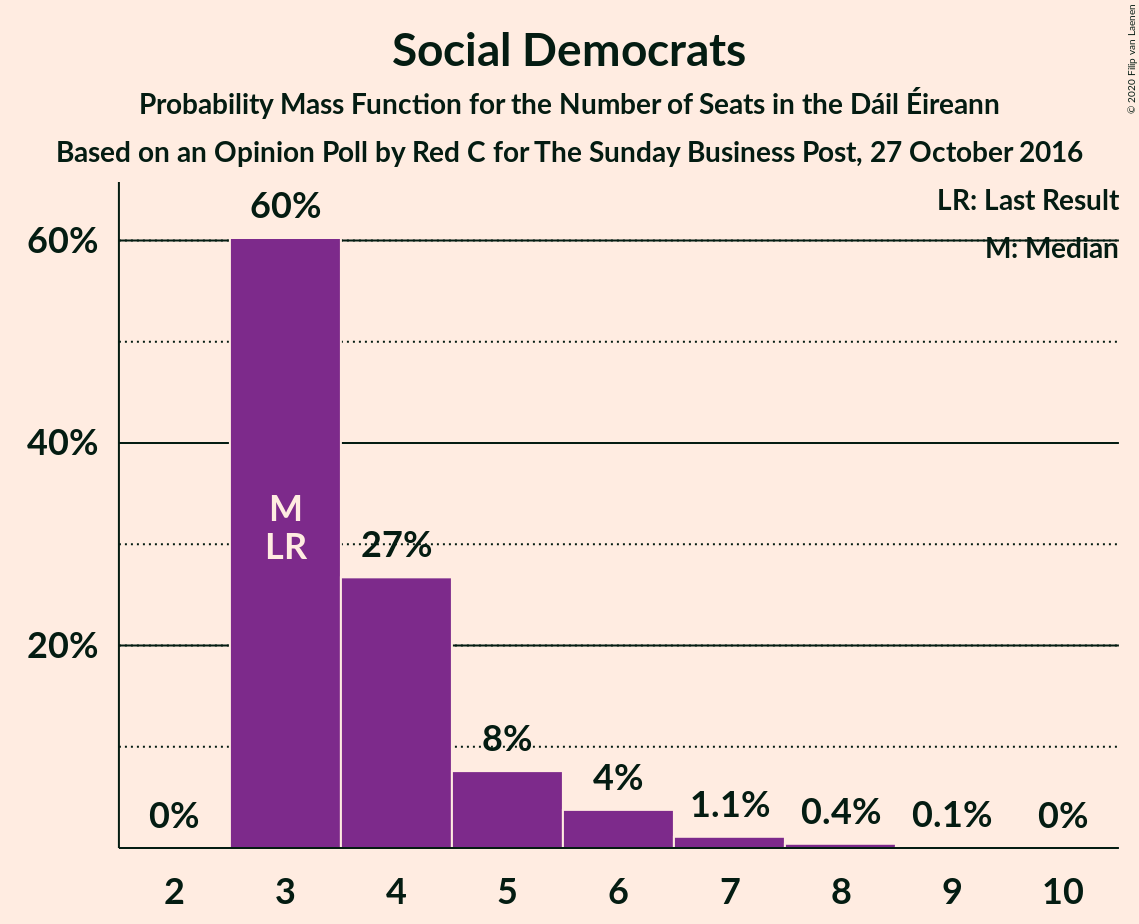 Social Democrats
Probability Mass Function for the Number of Seats in the Dáil Éireann
Based on an Opinion Poll by Red C for The Sunday Business Post, 27 October 2016
© 2020 Filip van Laenen
LR: Last Result
M: Median
60%
40%
20%
0%
60%
27%
8%
4%
1.1%
0.4%
0.1%
0%
M
LR
2
3
4
5
6
7
8
9
10